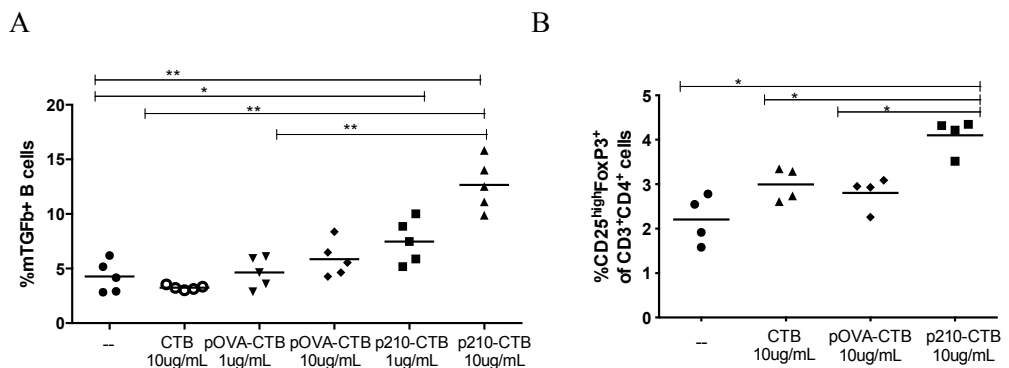 A
B
**
*
**
**
20
15
10
5
0
%mTGFb+ B cells
--
CTB
10ug/mL
pOVA-CTB
1ug/mL
pOVA-CTB
10ug/mL
p210-CTB
1ug/mL
p210-CTB
10ug/mL
*
*
*
5
4
3
2
1
0
%CD25highFoxP3+
of CD3+CD4+ cells
--
CTB
10ug/mL
pOVA-CTB
10ug/mL
p210-CTB
10ug/mL